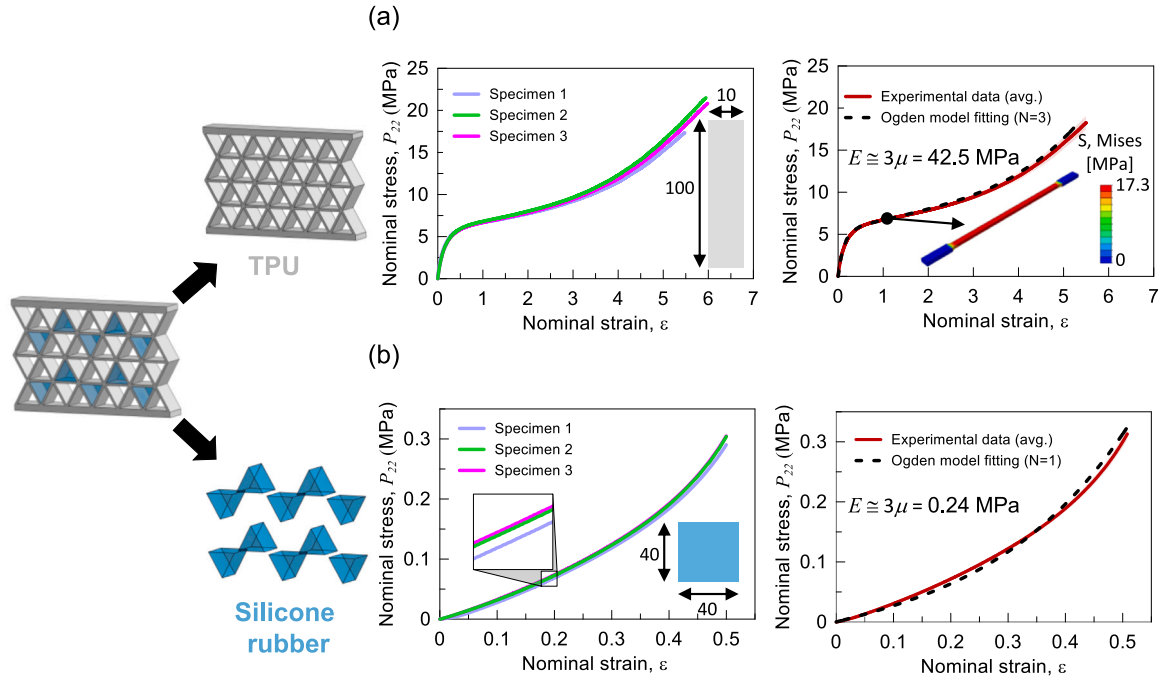 (a)
Nominal stress, P22 (MPa)
25
20
15
10
5
0
Specimen 1
Specimen 2
Specimen 3
10
100
0 1 2 3 4 5 6 7
Nominal strain, ε
Nominal stress, P22 (MPa)
25
20
15
10
5
0
Experimental data (avg.)
Ogden model fitting (N=3)
E ≅ 3μ = 42.5 MPa
S, Mises
[MPa]
17.3
0
0 1 2 3 4 5 6 7
Nominal strain, ε
TPU
Silicone
rubber
(b)
Nominal stress, P22 (MPa)
0.3
0.2
0.1
0
Specimen 1
Specimen 2
Specimen 3
40
40
0 0.1 0.2 0.3 0.4 0.5
Nominal strain, ε
Nominal stress, P22 (MPa)
0.3
0.2
0.1
0
Experimental data (avg.)
Ogden model fitting (N=1)
E ≅ 3μ = 0.24 MPa
0 0.1 0.2 0.3 0.4 0.5
Nominal strain, ε